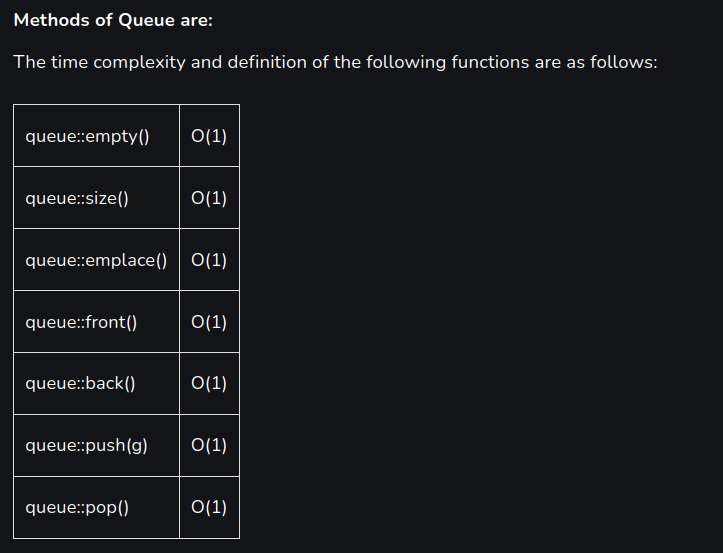 Methods of Queue are:
The time complexity and definition of the following functions are as follows:
queue::empty() O(1)
queue::size() O(1)
queue::emplace() O(1)
queue::front() O(1)
queue::back() O(1)
queue::push(g) O(1)
queue::pop() O(1)